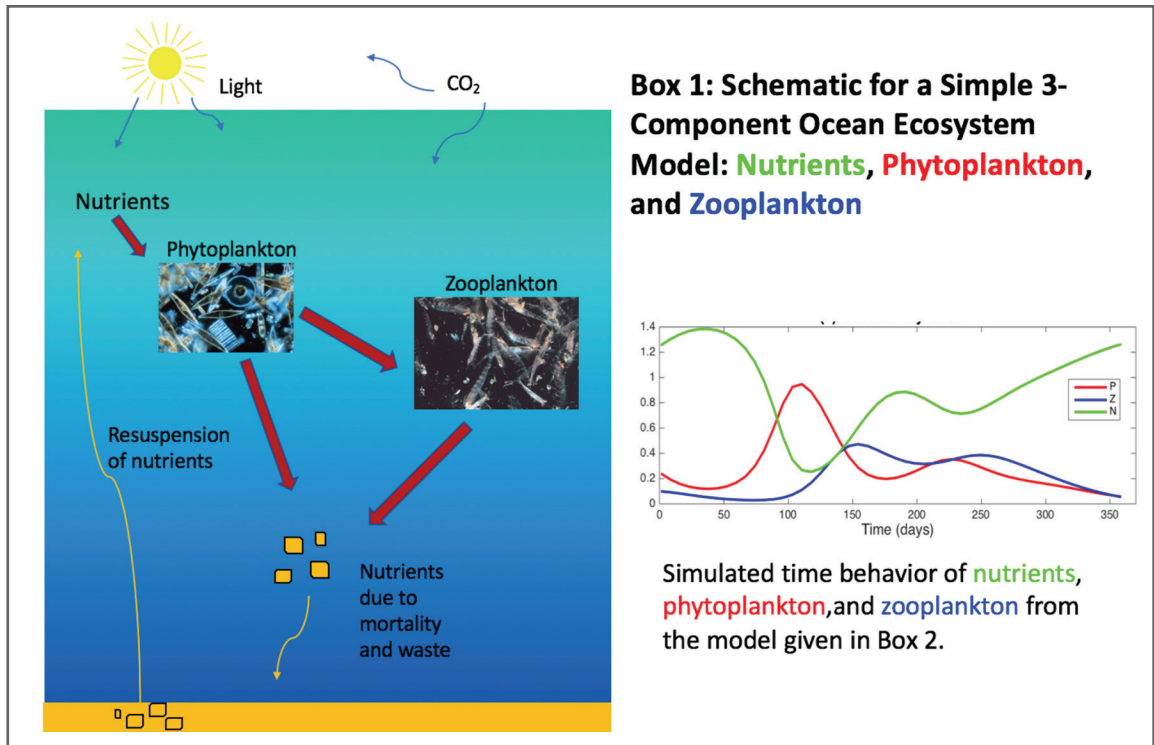 Light
CO₂
Nutrients
Phytoplankton
Zooplankton
Resuspension
of nutrients
Nutrients
due to
mortality
and waste
Box 1: Schematic for a Simple 3-
Component Ocean Ecosystem
Model: Nutrients, Phytoplankton,
and Zooplankton
1.4
1.2
1
0.8
0.6
0.4
0.2
0
0
50
100
150
200
250
300
350
Time (days)
P
Z
N
Simulated time behavior of nutrients,
phytoplankton,and zooplankton from
the model given in Box 2.